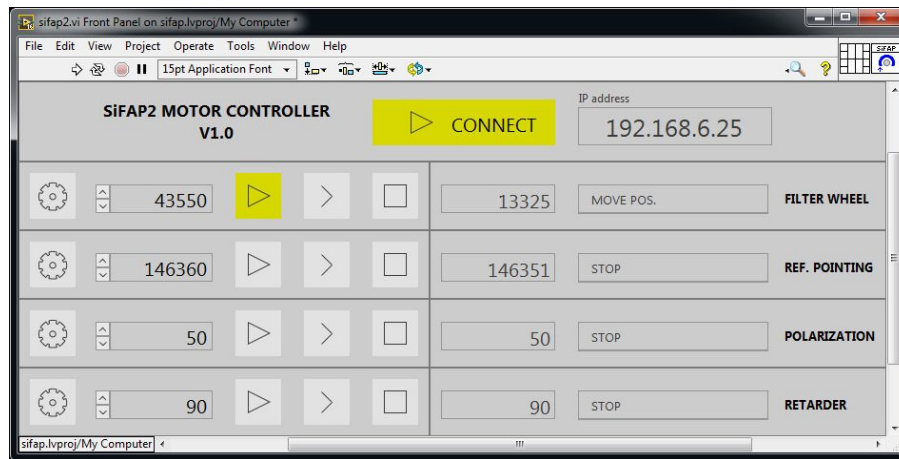 sifap2.vi Front Panel on sifap.lvproj/My Computer *
File Edit View Project Operate Tools Window Help
15pt Application Font
SiFAP
SiFAP2 MOTOR CONTROLLER
V1.0
CONNECT
IP address
192.168.6.25
43550 13325 MOVE POS. FILTER WHEEL
146360 146351 STOP REF. POINTING
50 50 STOP POLARIZATION
90 90 STOP RETARDER
sifap.lvproj/My Computer